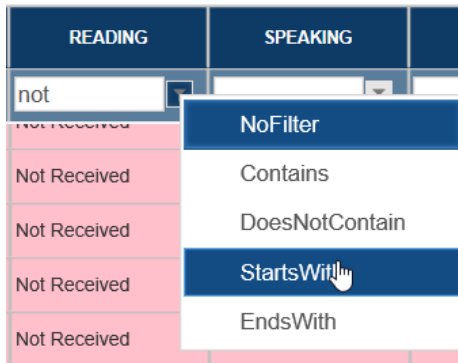 READING SPEAKING
not
NoFilter
Not Received
Contains
Not Received
DoesNotContain
Not Received
StartsWith
Not Received
EndsWith
Not Received